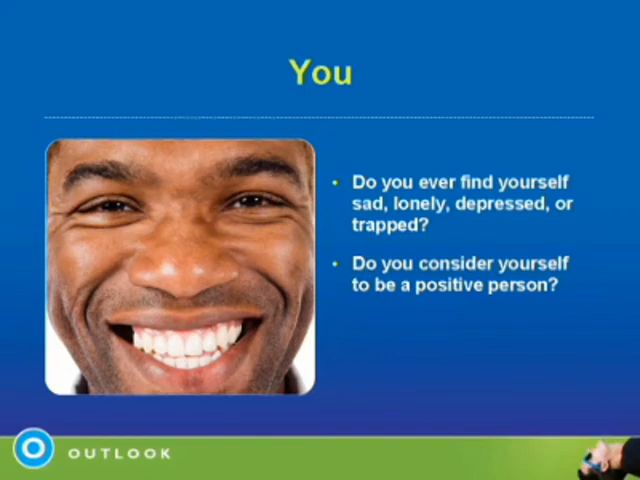 You
• Do you ever find yourself
sad, lonely, depressed, or
trapped?
• Do you consider yourself
to be a positive person?
OUTLOOK